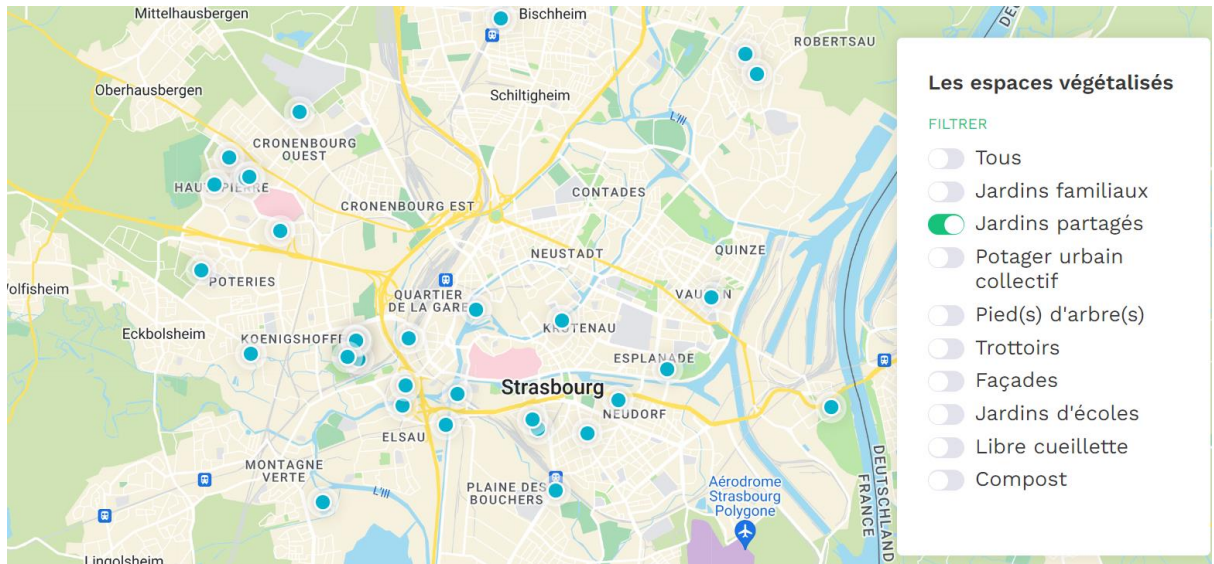 Mittelhausbergen
Bischheim
ROBERTSAU
Oberhausbergen
Schiltigheim
L'Ill
CRONENBOURG
OUEST
CONTADES
CRONENBOURG EST
NEUSTADT
QUINZE
POTERIES
QUARTIER
DE LA GARE
Eckbolsheim
ESPLANADE
Strasbourg
NEUDORF
ELSAU
MONTAGNE
VERTE
L'Ill
PLAINE DES
BOUCHERS
Aérodrome
Strasbourg
Polygone
Lingolsheim
FRANCE
DEUTSCHLAND
Les espaces végétalisés
FILTRER
Tous
Jardins familiaux
Jardins partagés
Potager urbain
collectif
Pied(s) d'arbre(s)
Trottoirs
Façades
Jardins d'écoles
Libre cueillette
Compost